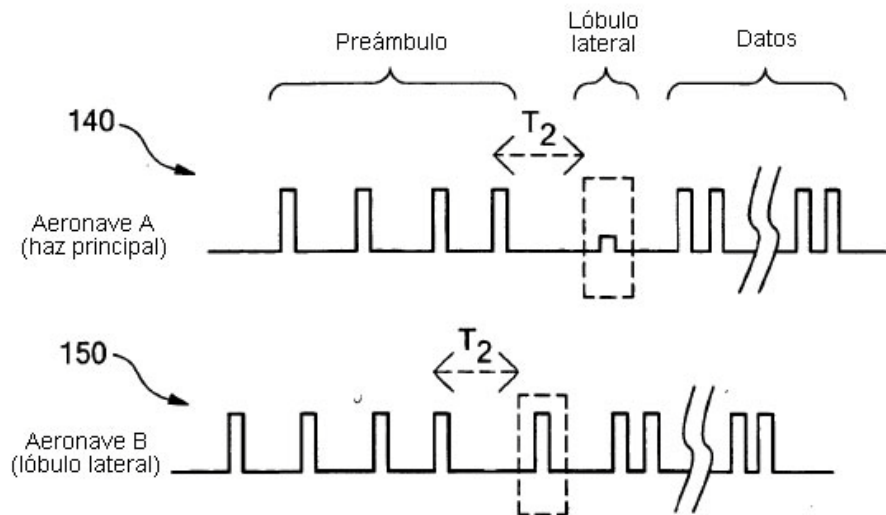 Preámbulo
Lóbulo
lateral
Datos
140
T2
Aeronave A
(haz principal)
150
T2
Aeronave B
(lóbulo lateral)